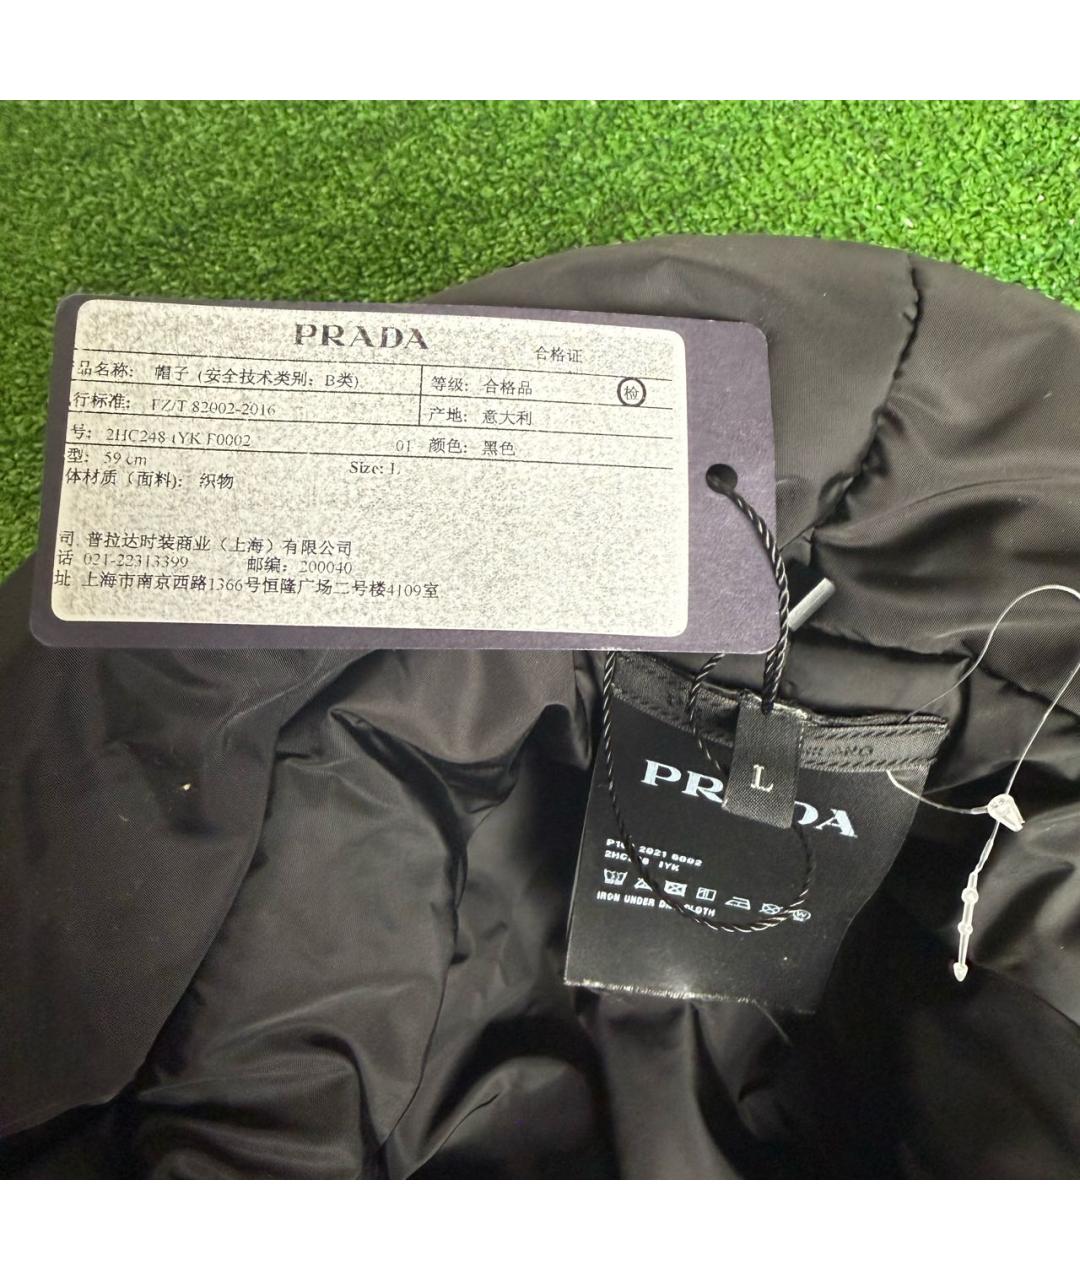 PRADA
合格证
品名称: 帽子 (安全技术类别: B类)
等级: 合格品
检
行标准: FZ/T 82002-2016
产地: 意大利
号: 2HC248 1YK F0002
01 颜色: 黑色
型: 59 cm
Size: L
体材质 (面料): 织物
司 普拉达时装商业 (上海) 有限公司
话 021-22313399 邮编: 200040
址 上海市南京西路1366号恒隆广场二号楼4109室
L
2021
IRON UNDER